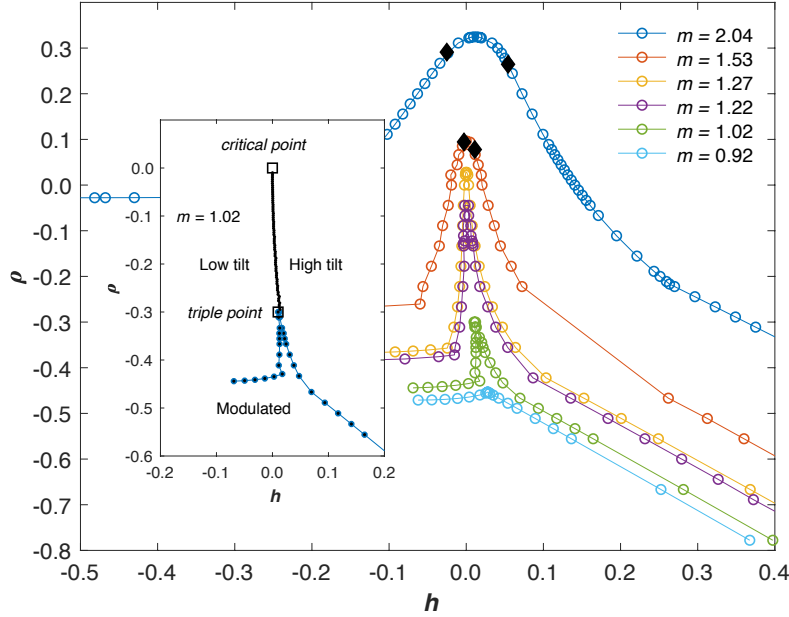 0.3
0.2
0.1
0.0
-0.1
-0.2
-0.3
-0.4
-0.5
-0.6
-0.7
-0.8
ρ
-0.5 -0.4 -0.3 -0.2 -0.1 0.0 0.1 0.2 0.3 0.4
h
m = 2.04
m = 1.53
m = 1.27
m = 1.22
m = 1.02
m = 0.92
critical point
m = 1.02
Low tilt High tilt
triple point
Modulated
0.0
-0.1
-0.2
-0.3
-0.4
-0.5
-0.6
ρ
-0.2 -0.1 0.0 0.1 0.2
h